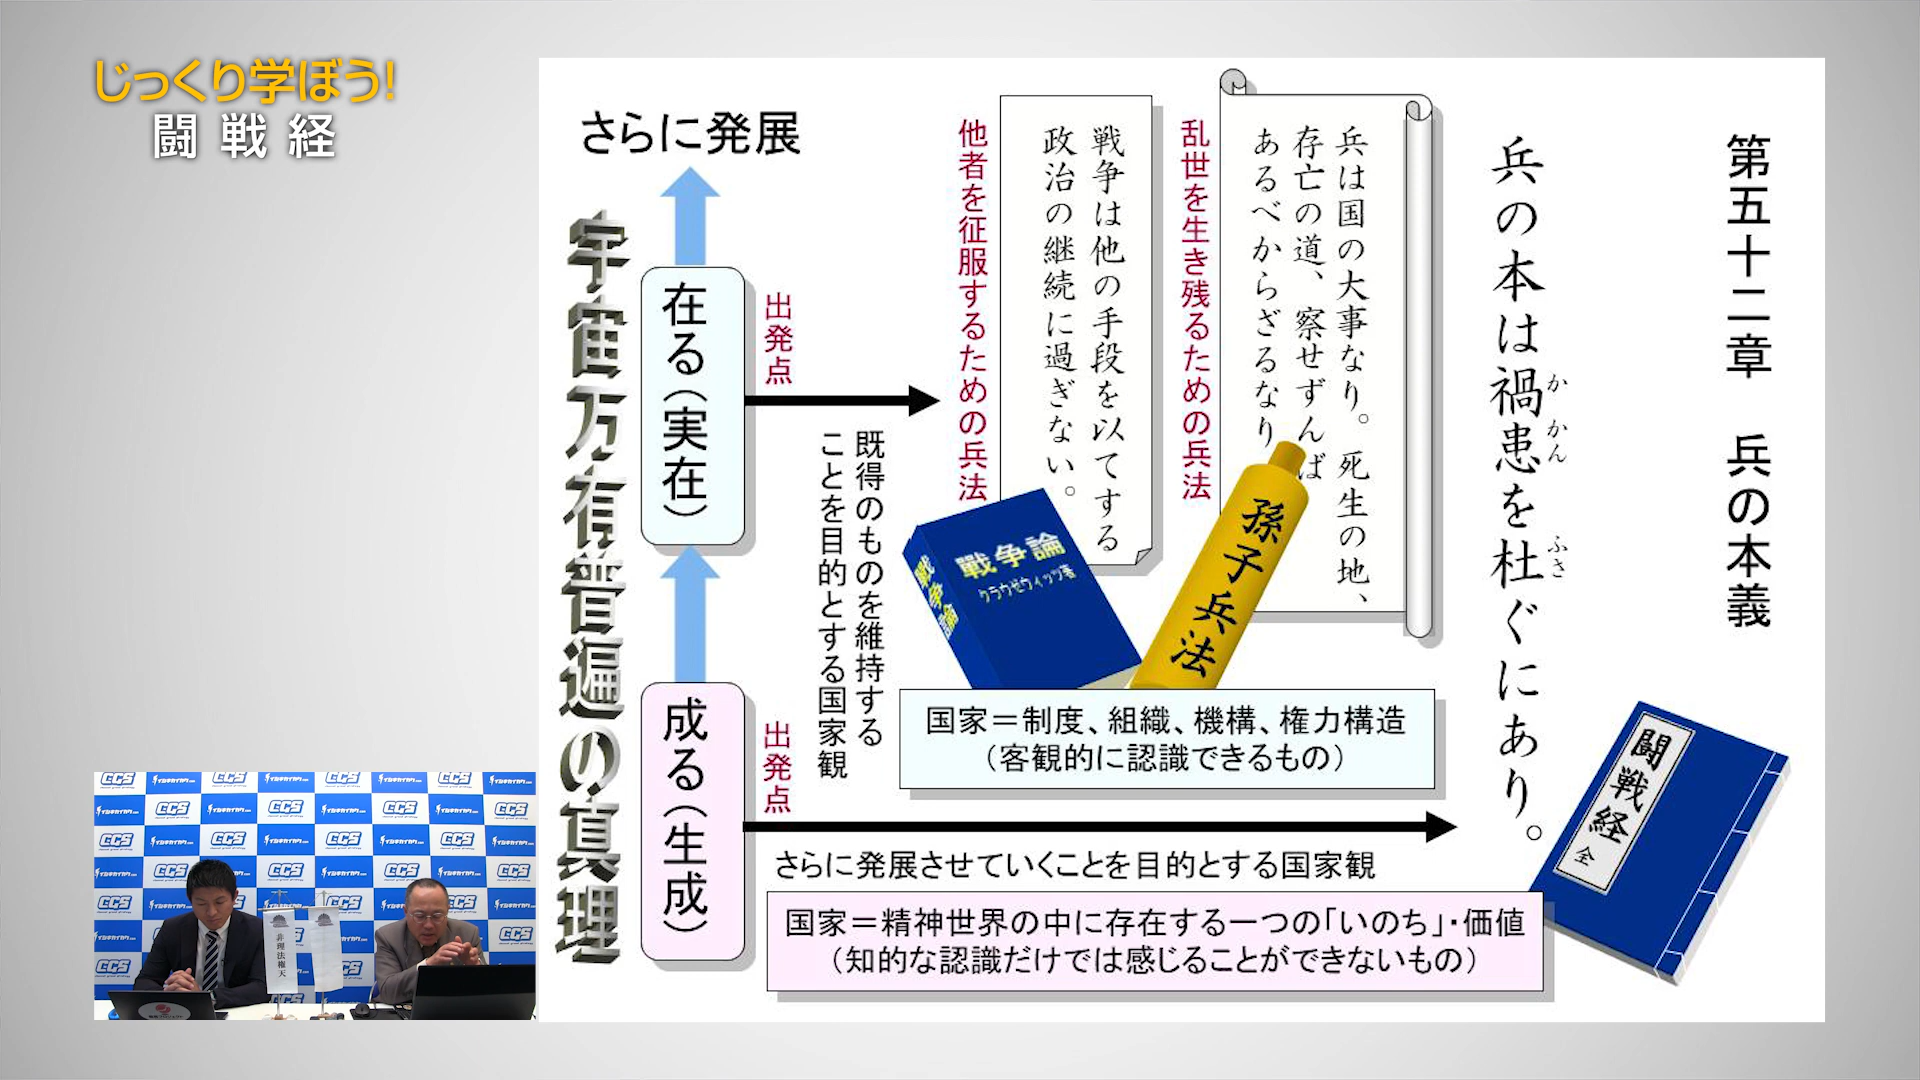 じっくり学ぼう!
闘戦経
第五十二章　兵の本義
兵の本は禍患を杜ぐにあり。
か
かん
ふさ
兵は国の大事なり。死生の地、
存亡の道、察せずんば
あるべからざるなり
乱世を生き残るための兵法
戦争は他の手段を以てする
政治の継続に過ぎない。
他者を征服するための兵法
孫子兵法
戰争論
クラウゼウィッツ著
戰争論
闘戦経 全
さらに発展
在る(実在)
成る(生成)
宇宙万有普遍の真理
出発点
既得のものを維持する
ことを目的とする国家観
国家＝制度、組織、機構、権力構造
(客観的に認識できるもの)
出発点
さらに発展させていくことを目的とする国家観
国家＝精神世界の中に存在する一つの「いのち」・価値
(知的な認識だけでは感じることができないもの)
非理法権天
CGS